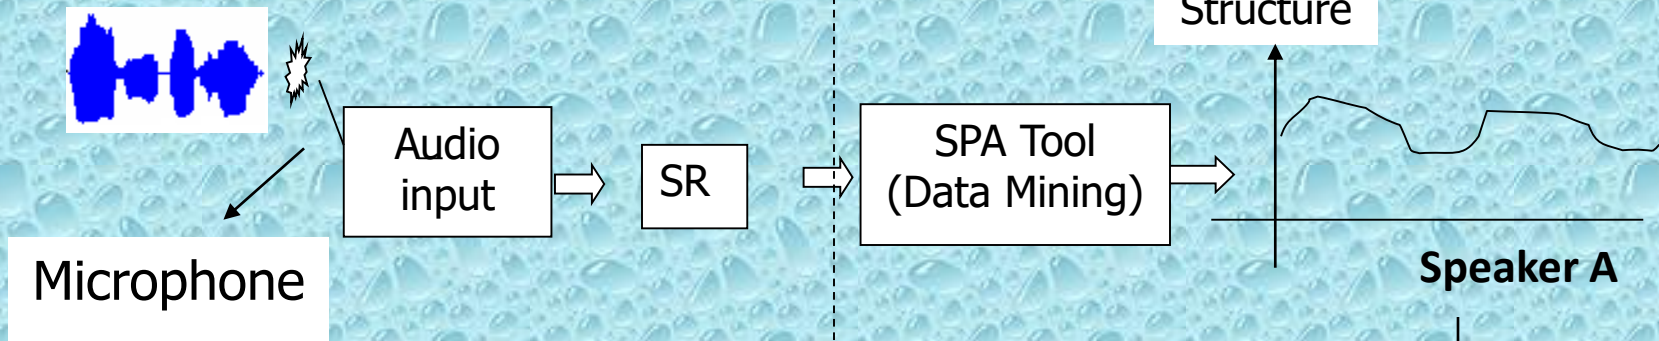 Structure
Audio
input
SR
SPA Tool
(Data Mining)
Microphone
Speaker A